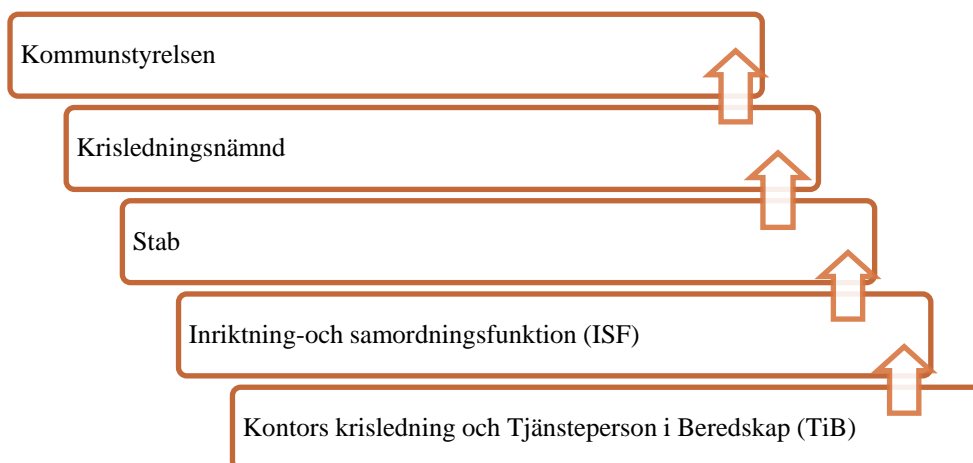 Kommunstyrelsen
Krisledningsnämnd
Stab
Inriktning-och samordningsfunktion (ISF)
Kontors krisledning och Tjänsteperson i Beredskap (TiB)